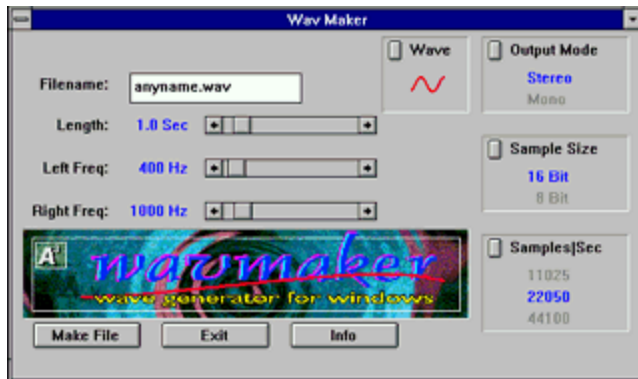 Wav Maker
Wave
Output Mode
Stereo
Mono
Filename: anyname.wav
Length: 1.0 Sec
Left Freq: 400 Hz
Right Freq: 1000 Hz
Sample Size
16 Bit
8 Bit
Samples|Sec
11025
22050
44100
wavmaker
wave generator for windows
Make File Exit Info